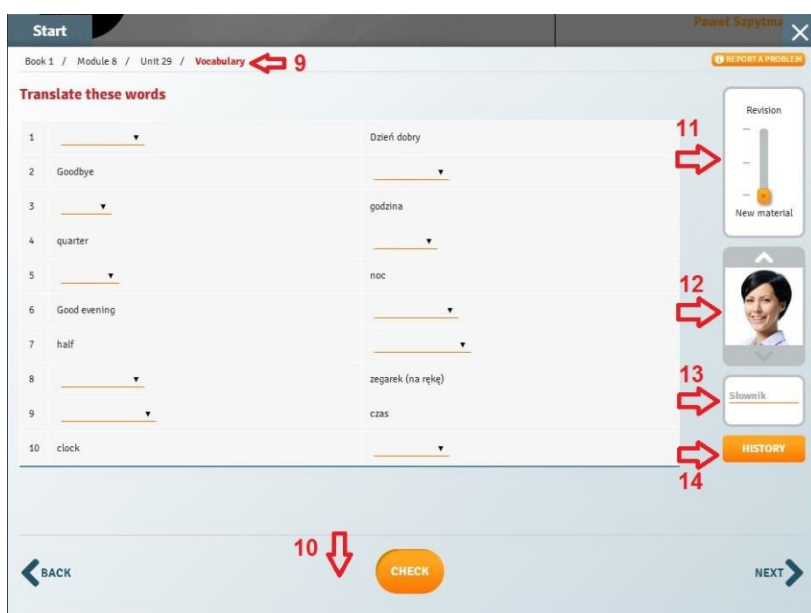 Start
Paweł Szpytma
Book 1 / Module 8 / Unit 29 / Vocabulary 9
REPORT A PROBLEM
Translate these words
1 ▼ Dzień dobry
2 Goodbye ▼
3 ▼ godzina
4 quarter ▼
5 ▼ noc
6 Good evening ▼
7 half ▼
8 ▼ zegarek (na rękę)
9 ▼ czas
10 clock ▼
11
Revision
New material
12
13
Słownik
HISTORY
14
10
BACK
CHECK
NEXT